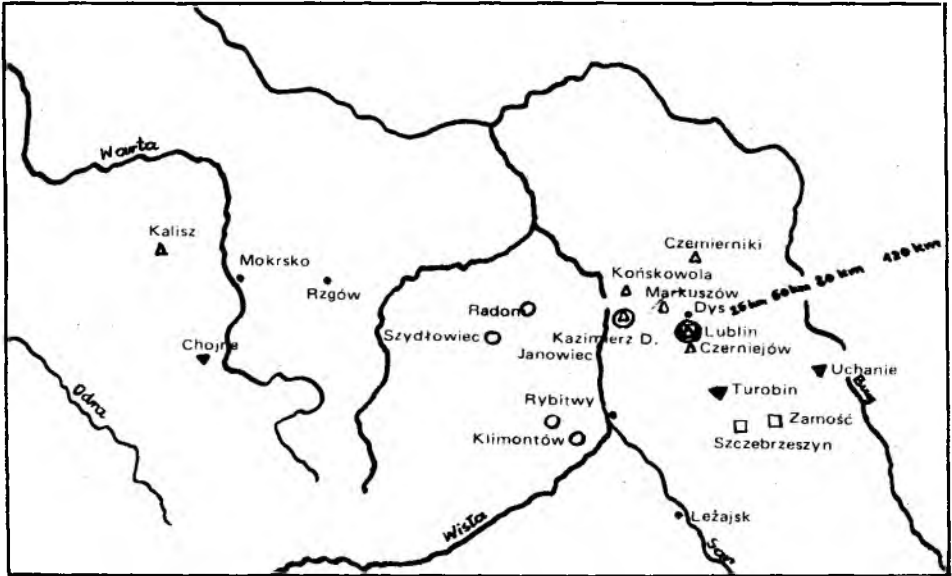 Warta
Kalisz
Mokrsko
Rzgów
Chojne
Odra
Radom
Szydłowiec
Czemierniki
Końskowola
Markuszów
Dys
25 km 60 km 80 km 120 km
Kazimierz D.
Lublin
Janowiec
Czerniejów
Uchanie
Bug
Turobin
Rybitwy
Klimontów
Zamość
Szczebrzeszyn
Wisła
Leżajsk
San